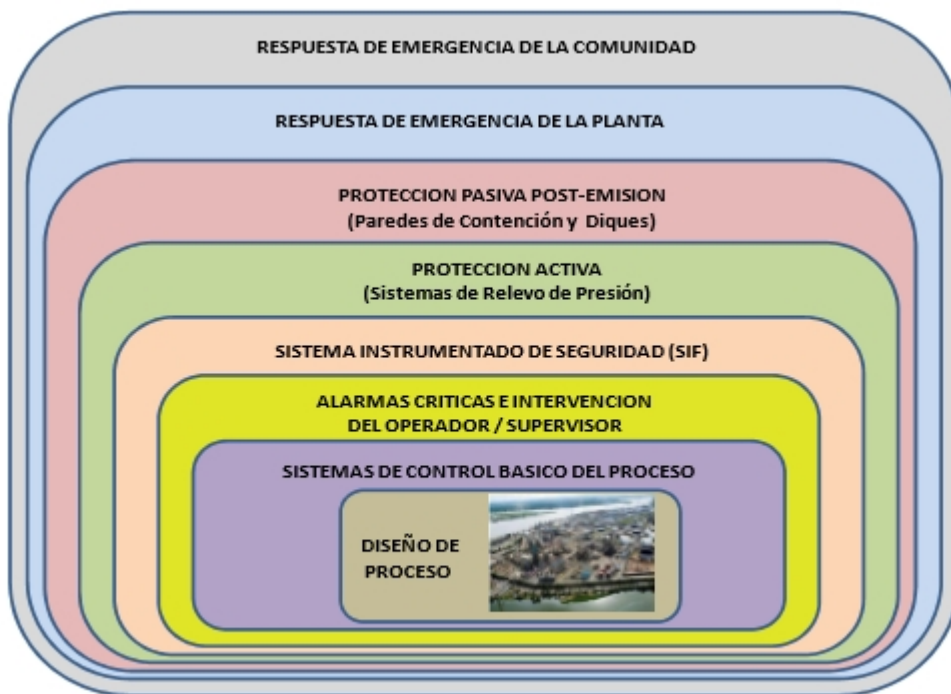 RESPUESTA DE EMERGENCIA DE LA COMUNIDAD
RESPUESTA DE EMERGENCIA DE LA PLANTA
PROTECCION PASIVA POST-EMISION
(Paredes de Contención y Diques)
PROTECCION ACTIVA
(Sistemas de Relevo de Presión)
SISTEMA INSTRUMENTADO DE SEGURIDAD (SIF)
ALARMAS CRITICAS E INTERVENCION
DEL OPERADOR / SUPERVISOR
SISTEMAS DE CONTROL BASICO DEL PROCESO
DISEÑO DE
PROCESO